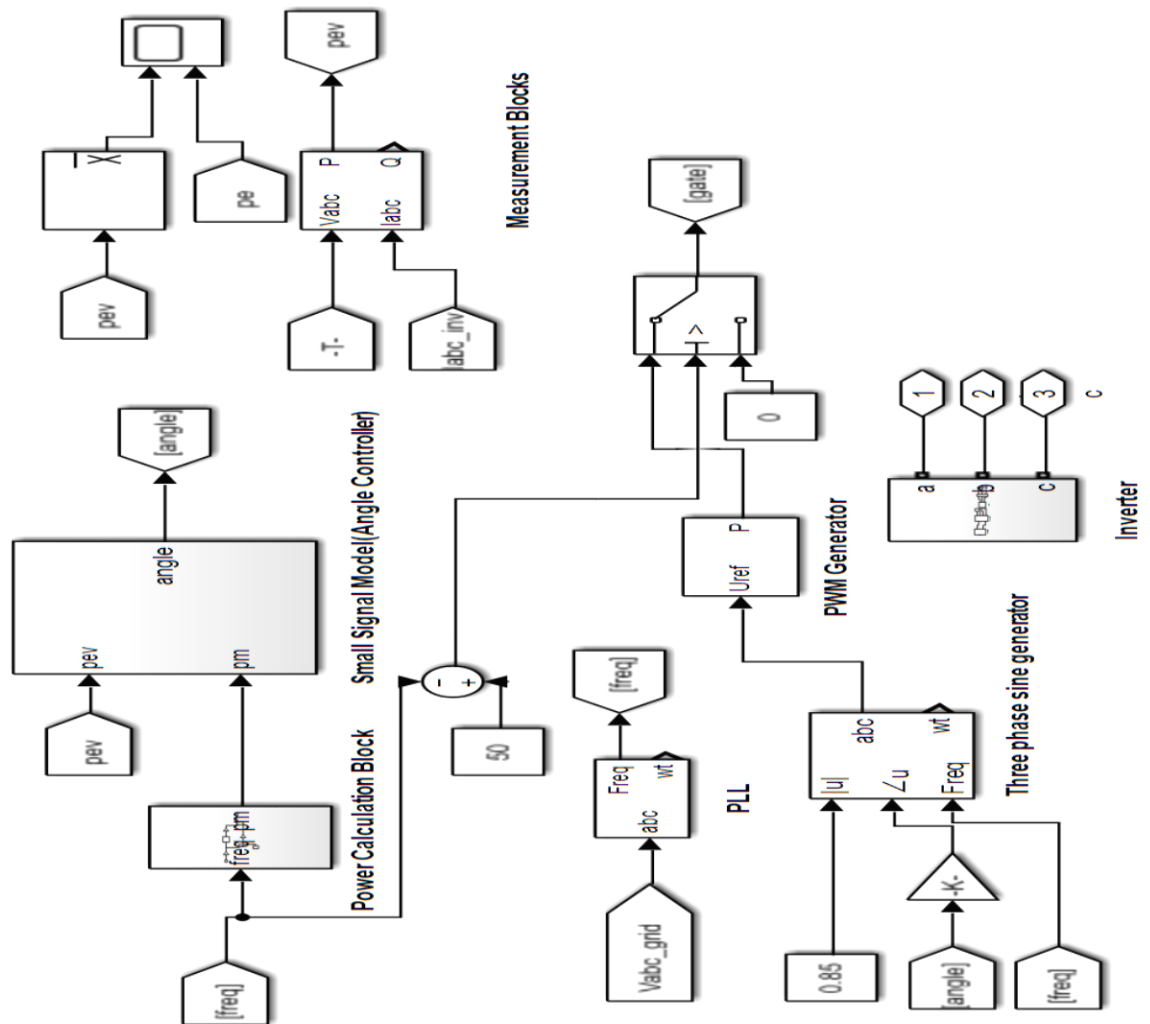 [freq]
freq pm
Power Calculation Block
pev
pev
pm
angle
[angle]
Small Signal Model(Angle Controller)
pev
X
pe
-T-
Iabc_inv
Vabc
Iabc
P
Q
pev
Measurement Blocks
50
-
+
Vabc_grid
abc
Freq
wt
[freq]
PLL
0.85
[angle]
[freq]
-K-
|u|
∠u
Freq
abc
wt
Three phase sine generator
Uref
P
PWM Generator
0
>
[gate]
a
b
c
1
2
3
c
Inverter